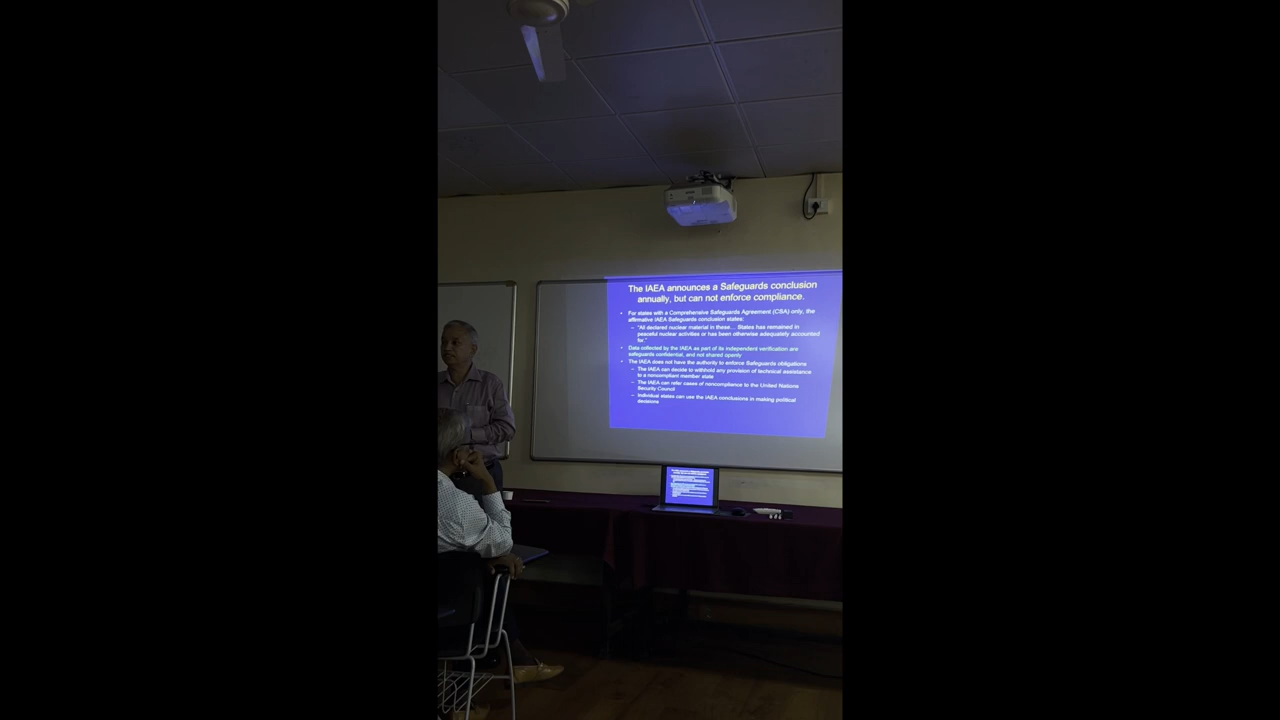 The IAEA announces a Safeguards conclusion
annually, but can not enforce compliance.
• For states with a Comprehensive Safeguards Agreement (CSA) only, the
affirmative IAEA Safeguards conclusion states:
– "All declared nuclear material in these... States has remained in
peaceful nuclear activities or has been otherwise adequately accounted
for."
• Data collected by the IAEA as part of its independent verification are
safeguards confidential, and not shared openly
• The IAEA does not have the authority to enforce Safeguards obligations
– The IAEA can decide to withhold any provision of technical assistance
to a noncompliant member state
– The IAEA can refer cases of noncompliance to the United Nations
Security Council
– Individual states can use the IAEA conclusions in making political
decisions